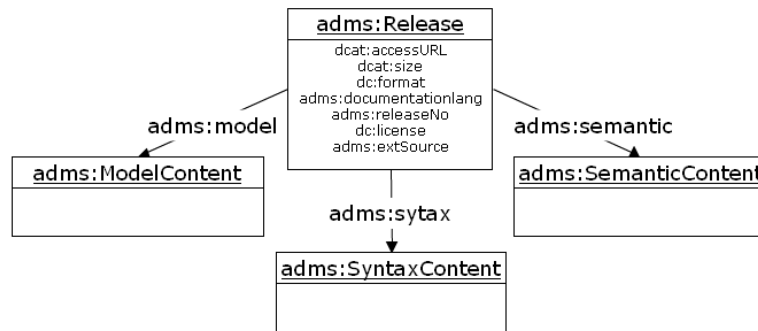 adms:Release
dcat:accessURL
dcat:size
dc:format
adms:documentationlang
adms:releaseNo
dc:license
adms:extSource
adms:model
adms:semantic
adms:ModelContent
adms:SemanticContent
adms:sytax
adms:SyntaxContent